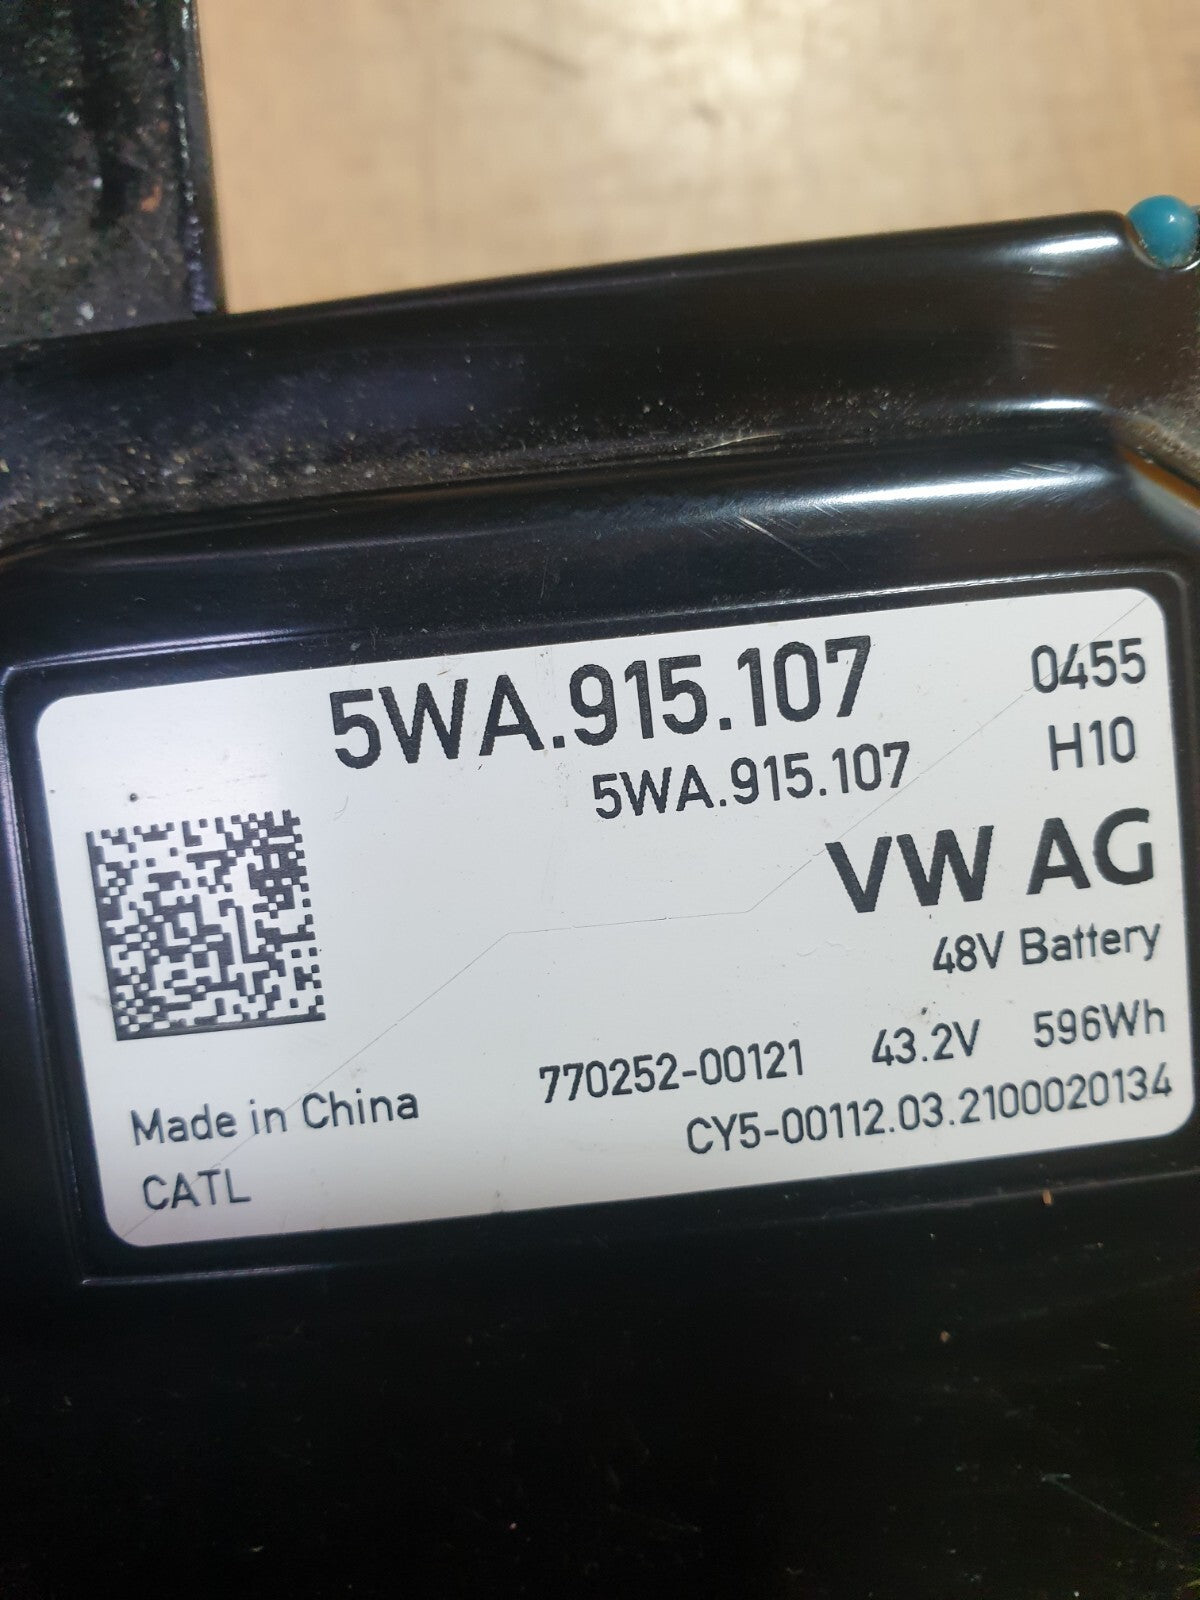 5WA.915.107 0455
5WA.915.107 H10
VW AG
48V Battery
770252-00121 43.2V 596Wh
Made in China CY5-00112.03.2100020134
CATL